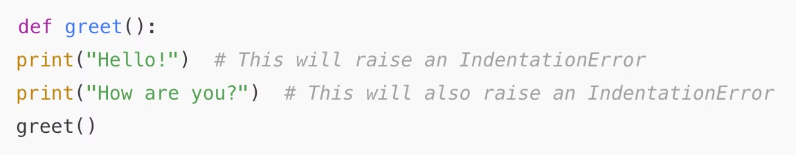 def greet():
print("Hello!")  # This will raise an IndentationError
print("How are you?")  # This will also raise an IndentationError
greet()